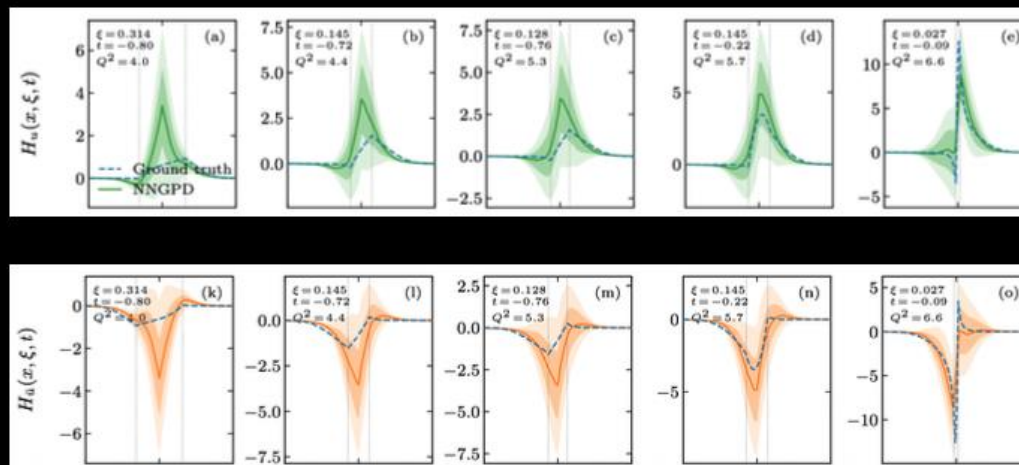 H_u(x, ξ, t)
6
4
2
0
ξ = 0.314
t = −0.80
Q² = 4.0
(a)
Ground truth
NNGPD
7.5
5.0
2.5
0.0
ξ = 0.145
t = −0.72
Q² = 4.4
(b)
7.5
5.0
2.5
0.0
−2.5
ξ = 0.128
t = −0.76
Q² = 5.3
(c)
5
0
ξ = 0.145
t = −0.22
Q² = 5.7
(d)
10
5
0
−5
ξ = 0.027
t = −0.09
Q² = 6.6
(e)
H_ū(x, ξ, t)
0
−2
−4
−6
ξ = 0.314
t = −0.80
Q² = 4.0
(k)
0.0
−2.5
−5.0
−7.5
ξ = 0.145
t = −0.72
Q² = 4.4
(l)
0.0
−2.5
−5.0
−7.5
ξ = 0.128
t = −0.76
Q² = 5.3
(m)
0
−5
ξ = 0.145
t = −0.22
Q² = 5.7
(n)
5
0
−5
−10
ξ = 0.027
t = −0.09
Q² = 6.6
(o)